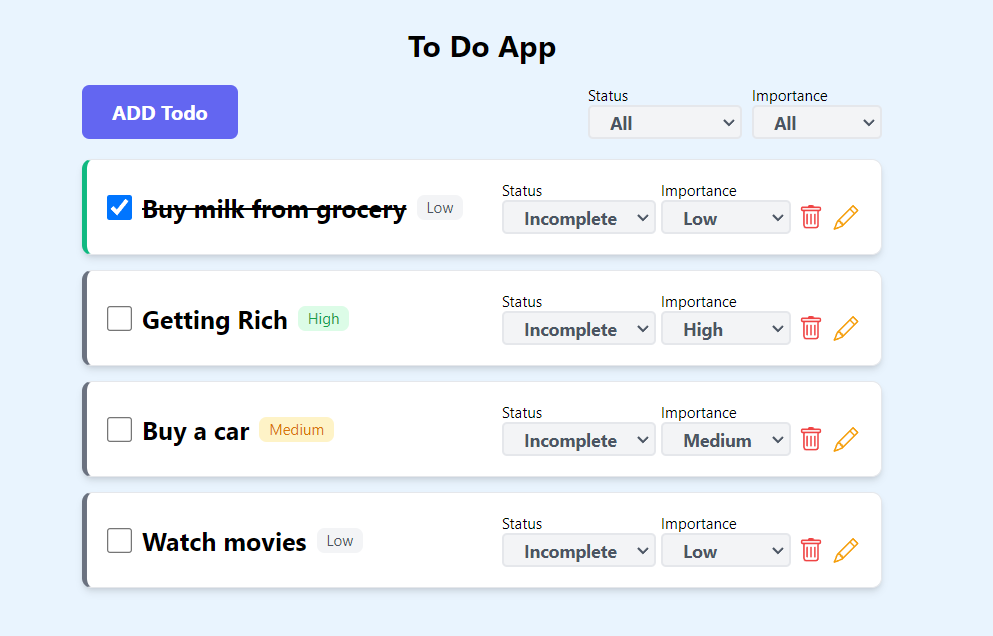 To Do App
ADD Todo
Status Importance
All All
Status Importance
Buy milk from grocery Low Incomplete Low
Status Importance
Getting Rich High Incomplete High
Status Importance
Buy a car Medium Incomplete Medium
Status Importance
Watch movies Low Incomplete Low